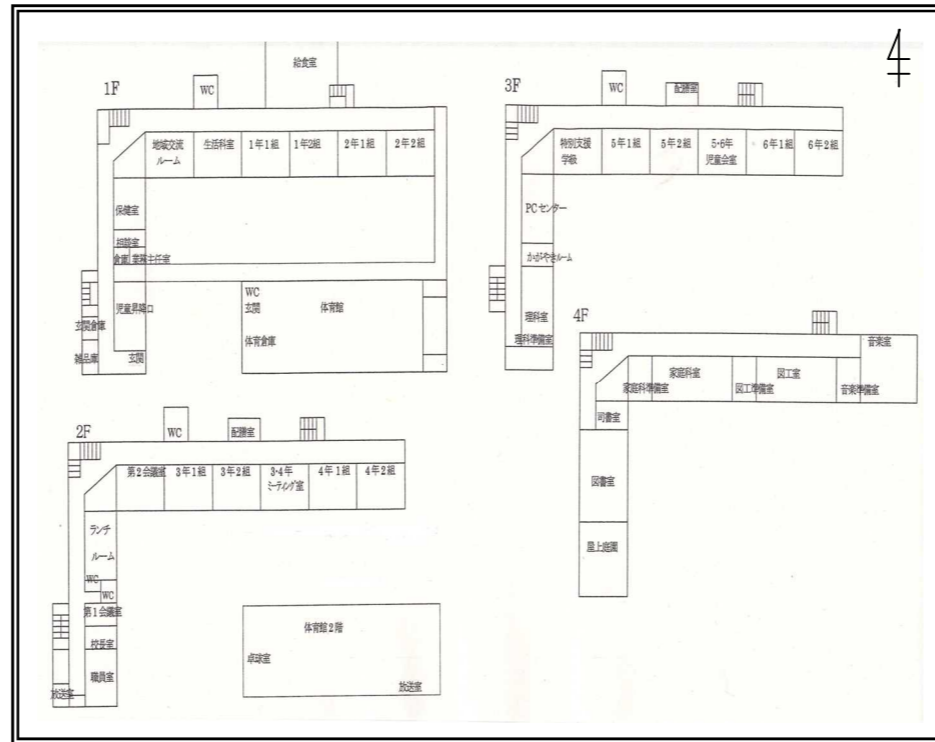 1F
給食室
WC
地域交流
ルーム
生活科室
1年1組
1年2組
2年1組
2年2組
保健室
相談室
倉庫
業務主任室
児童昇降口
玄関倉庫
雑品庫
玄関
WC
玄関
体育館
体育倉庫
2F
WC
配膳室
第2会議室
3年1組
3年2組
3・4年
ミーティング室
4年1組
4年2組
ランチ
ルーム
WC
WC
第1会議室
校長室
職員室
放送室
体育館2階
卓球室
放送室
3F
WC
配膳室
特別支援
学級
5年1組
5年2組
5・6年
児童会室
6年1組
6年2組
PCセンター
かがやきルーム
理科室
理科準備室
4F
音楽室
家庭科室
家庭科準備室
図工準備室
図工室
音楽準備室
司書室
図書室
屋上庭園